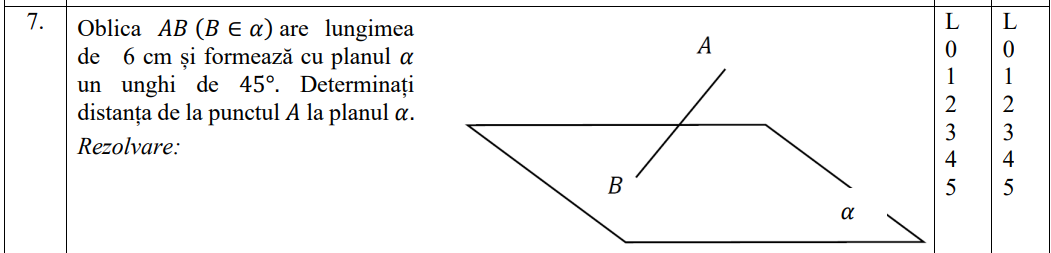 7.
Oblica AB (B ∈ α) are lungimea
de 6 cm și formează cu planul α
un unghi de 45°. Determinați
distanța de la punctul A la planul α.
Rezolvare:
A
B
α
L
0
1
2
3
4
5
L
0
1
2
3
4
5